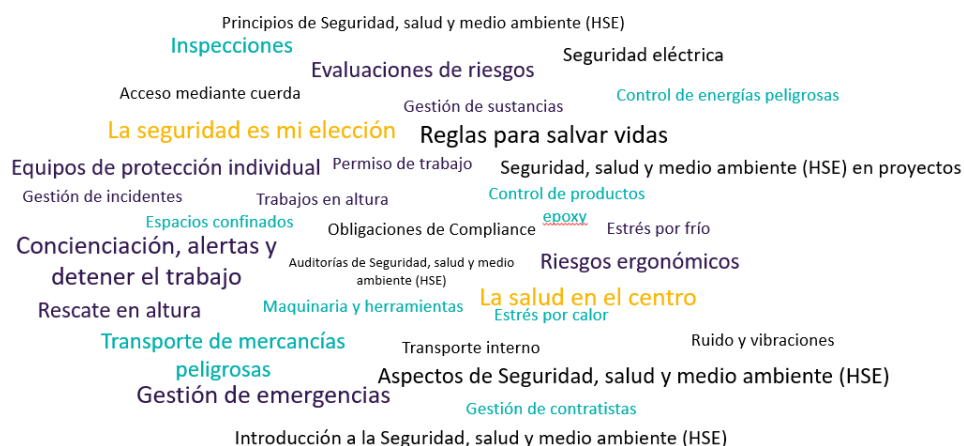 Principios de Seguridad, salud y medio ambiente (HSE)
Inspecciones
Seguridad eléctrica
Evaluaciones de riesgos
Acceso mediante cuerda
Control de energías peligrosas
Gestión de sustancias
La seguridad es mi elección
Reglas para salvar vidas
Equipos de protección individual
Permiso de trabajo
Seguridad, salud y medio ambiente (HSE) en proyectos
Gestión de incidentes
Trabajos en altura
Control de productos
epoxy
Espacios confinados
Obligaciones de Compliance
Estrés por frío
Concienciación, alertas y
detener el trabajo
Auditorías de Seguridad, salud y medio
ambiente (HSE)
Riesgos ergonómicos
La salud en el centro
Rescate en altura
Maquinaria y herramientas
Estrés por calor
Transporte de mercancías
peligrosas
Transporte interno
Ruido y vibraciones
Aspectos de Seguridad, salud y medio ambiente (HSE)
Gestión de emergencias
Gestión de contratistas
Introducción a la Seguridad, salud y medio ambiente (HSE)